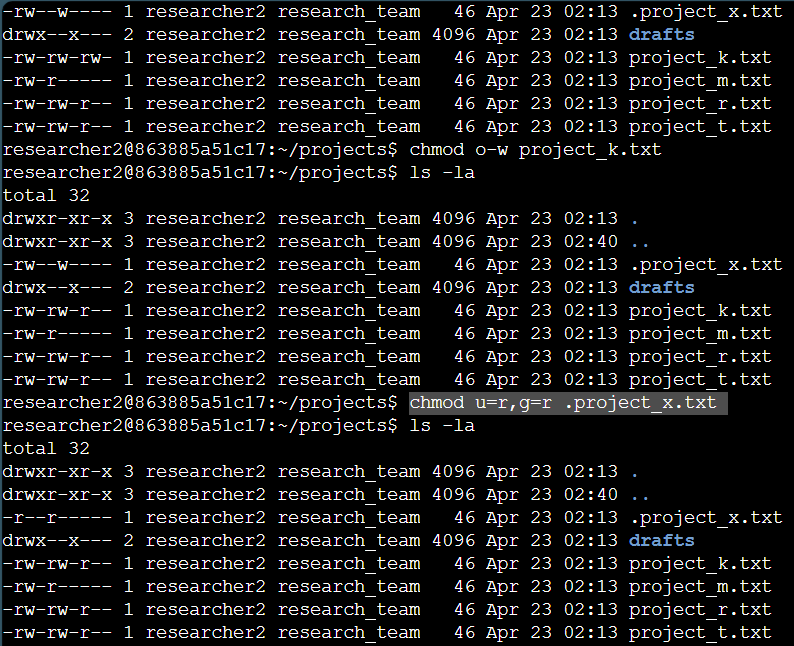 -rw--w---- 1 researcher2 research_team   46 Apr 23 02:13 .project_x.txt
drwx--x--- 2 researcher2 research_team 4096 Apr 23 02:13 drafts
-rw-rw-rw- 1 researcher2 research_team   46 Apr 23 02:13 project_k.txt
-rw-r----- 1 researcher2 research_team   46 Apr 23 02:13 project_m.txt
-rw-rw-r-- 1 researcher2 research_team   46 Apr 23 02:13 project_r.txt
-rw-rw-r-- 1 researcher2 research_team   46 Apr 23 02:13 project_t.txt
researcher2@863885a51c17:~/projects$ chmod o-w project_k.txt
researcher2@863885a51c17:~/projects$ ls -la
total 32
drwxr-xr-x 3 researcher2 research_team 4096 Apr 23 02:13 .
drwxr-xr-x 3 researcher2 research_team 4096 Apr 23 02:40 ..
-rw--w---- 1 researcher2 research_team   46 Apr 23 02:13 .project_x.txt
drwx--x--- 2 researcher2 research_team 4096 Apr 23 02:13 drafts
-rw-rw-r-- 1 researcher2 research_team   46 Apr 23 02:13 project_k.txt
-rw-r----- 1 researcher2 research_team   46 Apr 23 02:13 project_m.txt
-rw-rw-r-- 1 researcher2 research_team   46 Apr 23 02:13 project_r.txt
-rw-rw-r-- 1 researcher2 research_team   46 Apr 23 02:13 project_t.txt
researcher2@863885a51c17:~/projects$ chmod u=r,g=r .project_x.txt
researcher2@863885a51c17:~/projects$ ls -la
total 32
drwxr-xr-x 3 researcher2 research_team 4096 Apr 23 02:13 .
drwxr-xr-x 3 researcher2 research_team 4096 Apr 23 02:40 ..
-r--r----- 1 researcher2 research_team   46 Apr 23 02:13 .project_x.txt
drwx--x--- 2 researcher2 research_team 4096 Apr 23 02:13 drafts
-rw-rw-r-- 1 researcher2 research_team   46 Apr 23 02:13 project_k.txt
-rw-r----- 1 researcher2 research_team   46 Apr 23 02:13 project_m.txt
-rw-rw-r-- 1 researcher2 research_team   46 Apr 23 02:13 project_r.txt
-rw-rw-r-- 1 researcher2 research_team   46 Apr 23 02:13 project_t.txt